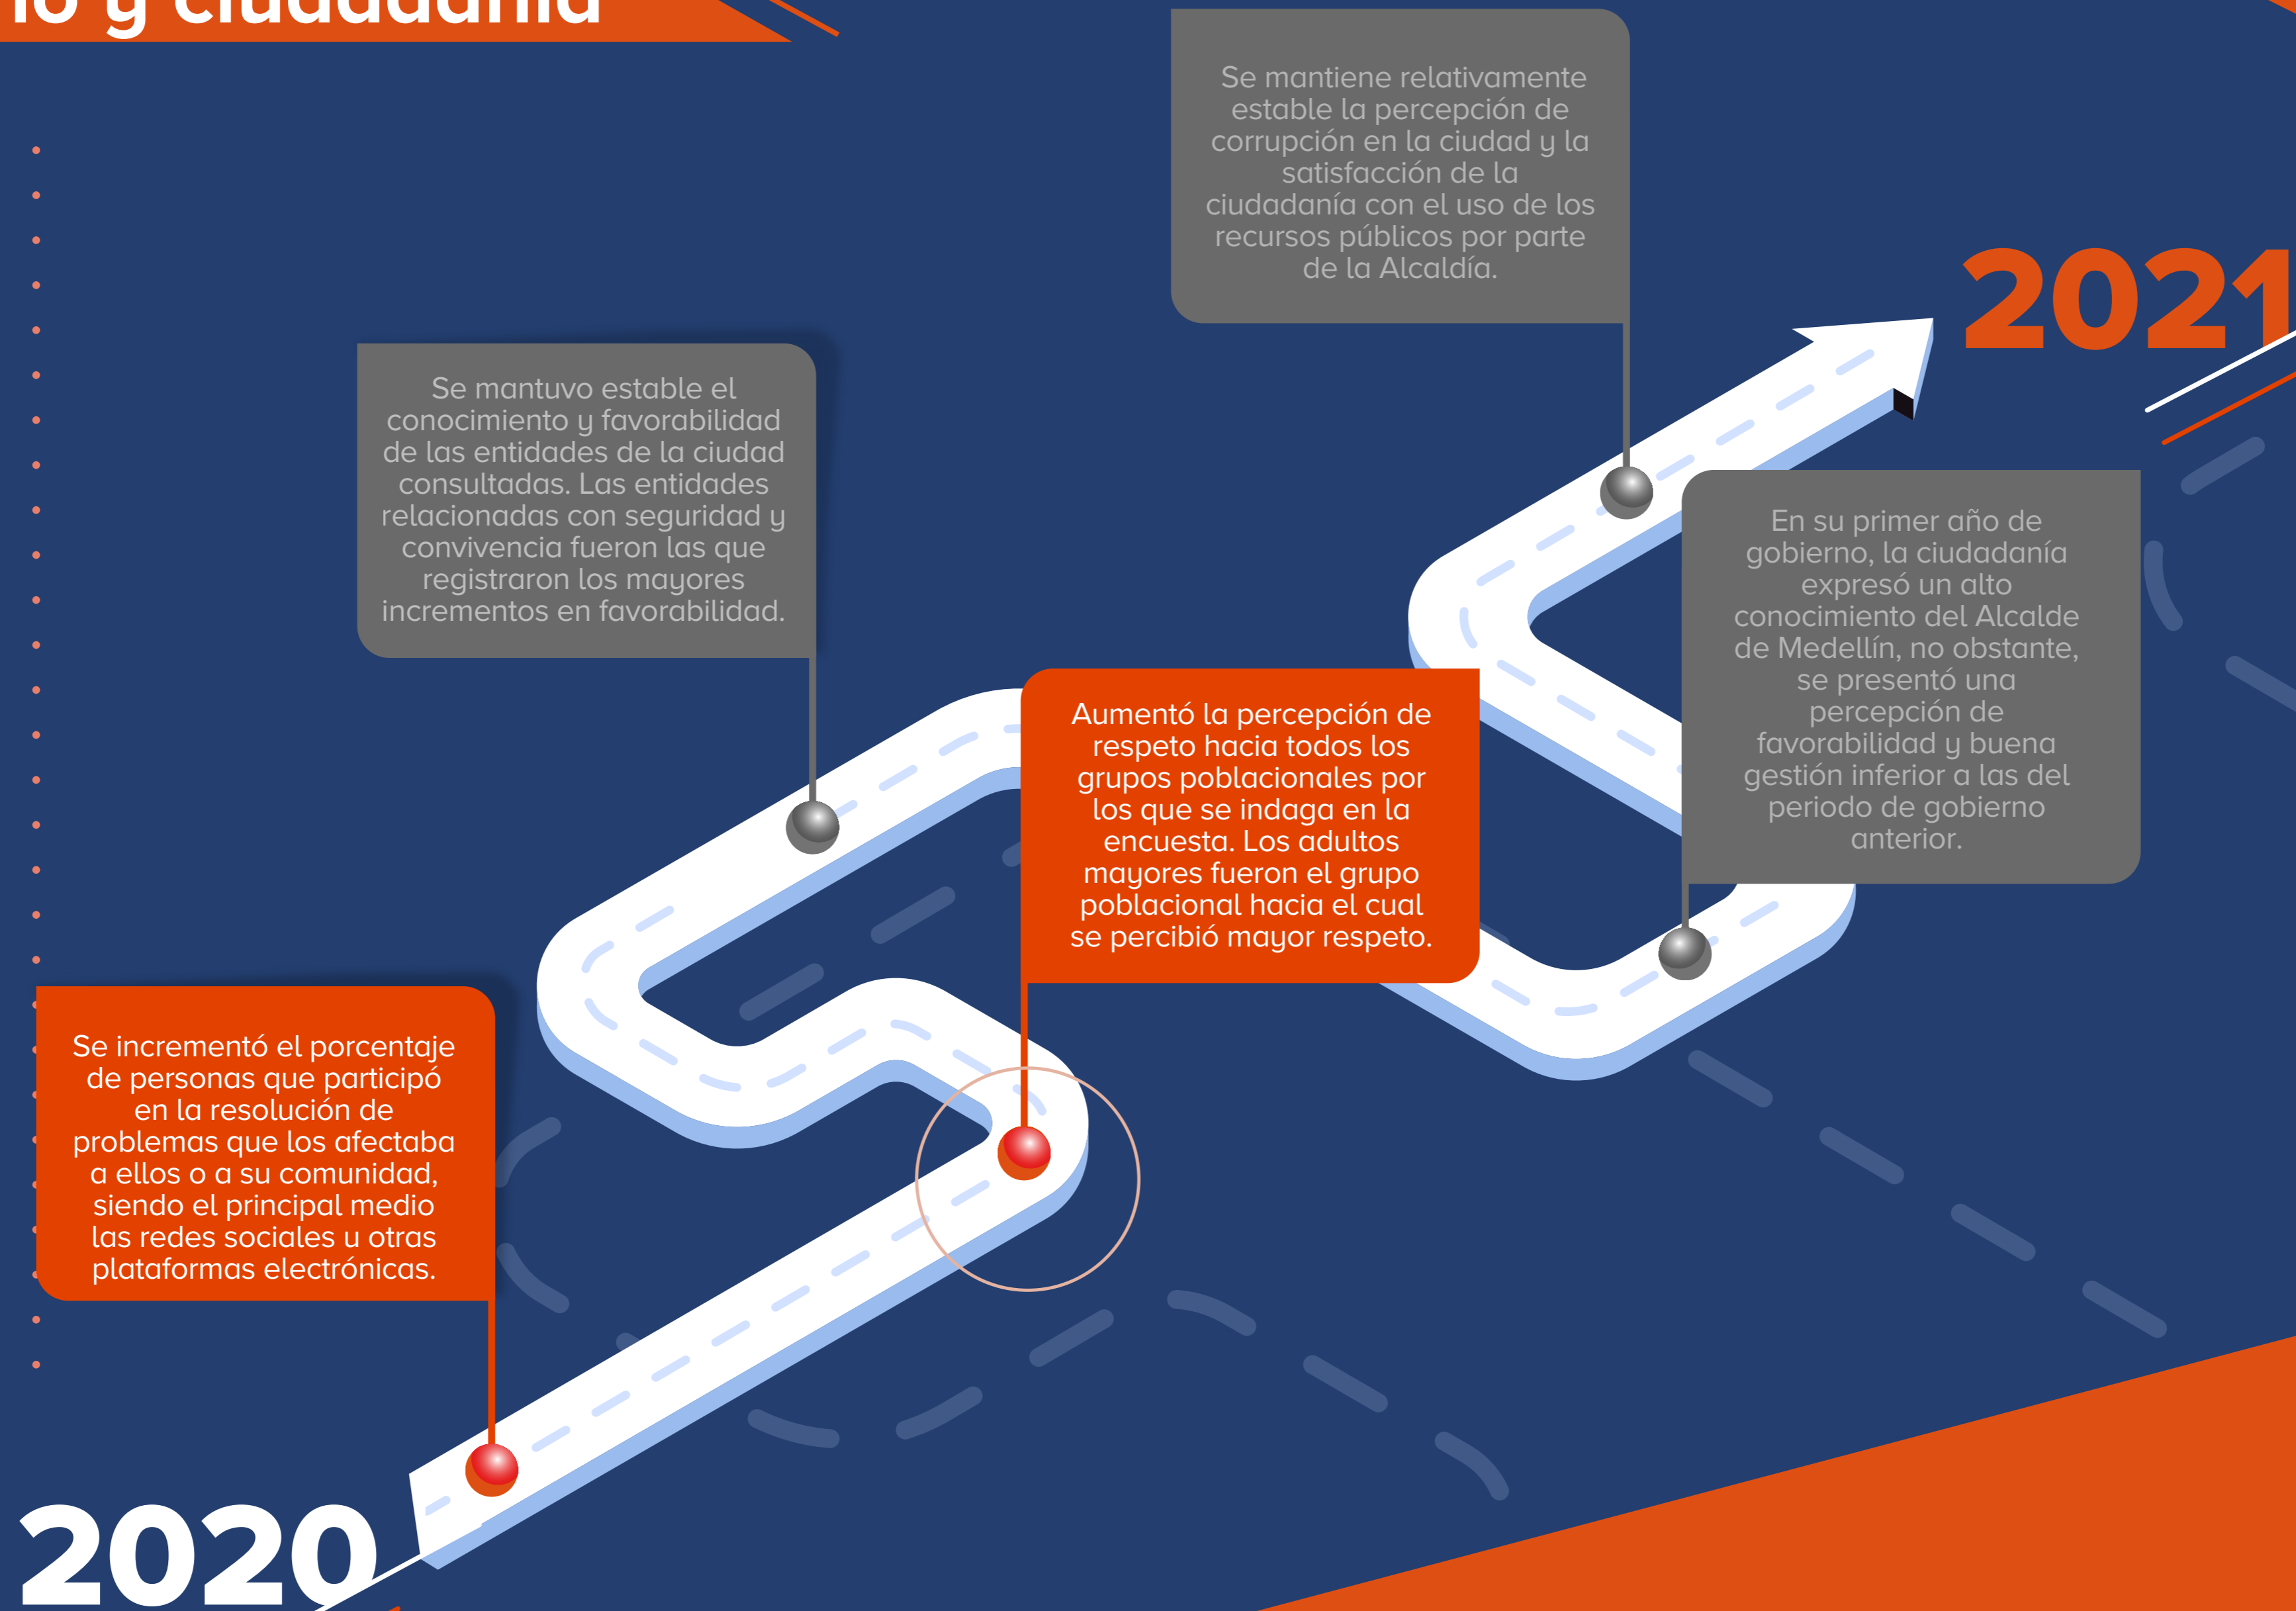 y ciudadanía
Se mantiene relativamente
estable la percepción de
corrupción en la ciudad y la
satisfacción de la
ciudadanía con el uso de los
recursos públicos por parte
de la Alcaldía.
2021
Se mantuvo estable el
conocimiento y favorabilidad
de las entidades de la ciudad
consultadas. Las entidades
relacionadas con seguridad y
convivencia fueron las que
registraron los mayores
incrementos en favorabilidad.
En su primer año de
gobierno, la ciudadanía
expresó un alto
conocimiento del Alcalde
de Medellín, no obstante,
se presentó una
percepción de
favorabilidad y buena
gestión inferior a las del
periodo de gobierno
anterior.
Aumentó la percepción de
respeto hacia todos los
grupos poblacionales por
los que se indaga en la
encuesta. Los adultos
mayores fueron el grupo
poblacional hacia el cual
se percibió mayor respeto.
Se incrementó el porcentaje
de personas que participó
en la resolución de
problemas que los afectaba
a ellos o a su comunidad,
siendo el principal medio
las redes sociales u otras
plataformas electrónicas.
2020